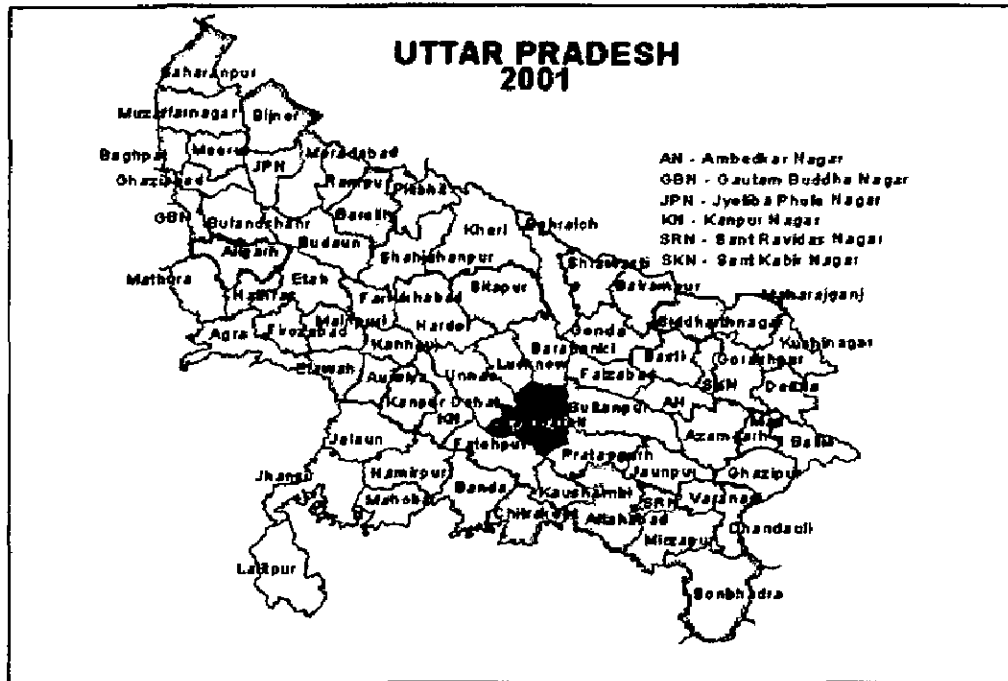 UTTAR PRADESH
2001
Saharanpur
Muzaffarnagar
Bijnor
Baghpat
Meerut
JPN
Moradabad
Ghaziabad
Rampur
Pilibhit
GBN
Bulandshahr
Budaun
Bareilly
Kheri
Bahraich
AN - Ambedkar Nagar
GBN - Gautam Buddha Nagar
JPN - Jyotiba Phule Nagar
KN - Kanpur Nagar
SRN - Sant Ravidas Nagar
SKN - Sant Kabir Nagar
Aligarh
Shahjahanpur
Shrawasti
Mathura
Etah
Hathras
Farrukhabad
Sitapur
Balrampur
Maharajganj
Agra
Firozabad
Mainpuri
Hardoi
Gonda
Siddharthnagar
Kushinagar
Kannauj
Barabanki
Basti
Gorakhpur
Etawah
Auraiya
Unnao
Lucknow
Faizabad
SKN
Deoria
Kanpur Dehat
KN
Sultanpur
AN
Azamgarh
Mau
Ballia
Jalaun
Fatehpur
Pratapgarh
Jaunpur
Ghazipur
Jhansi
Hamirpur
Banda
Kaushambi
SRN
Varanasi
Mahoba
Chitrakoot
Allahabad
Chandauli
Mirzapur
Lalitpur
Sonbhadra